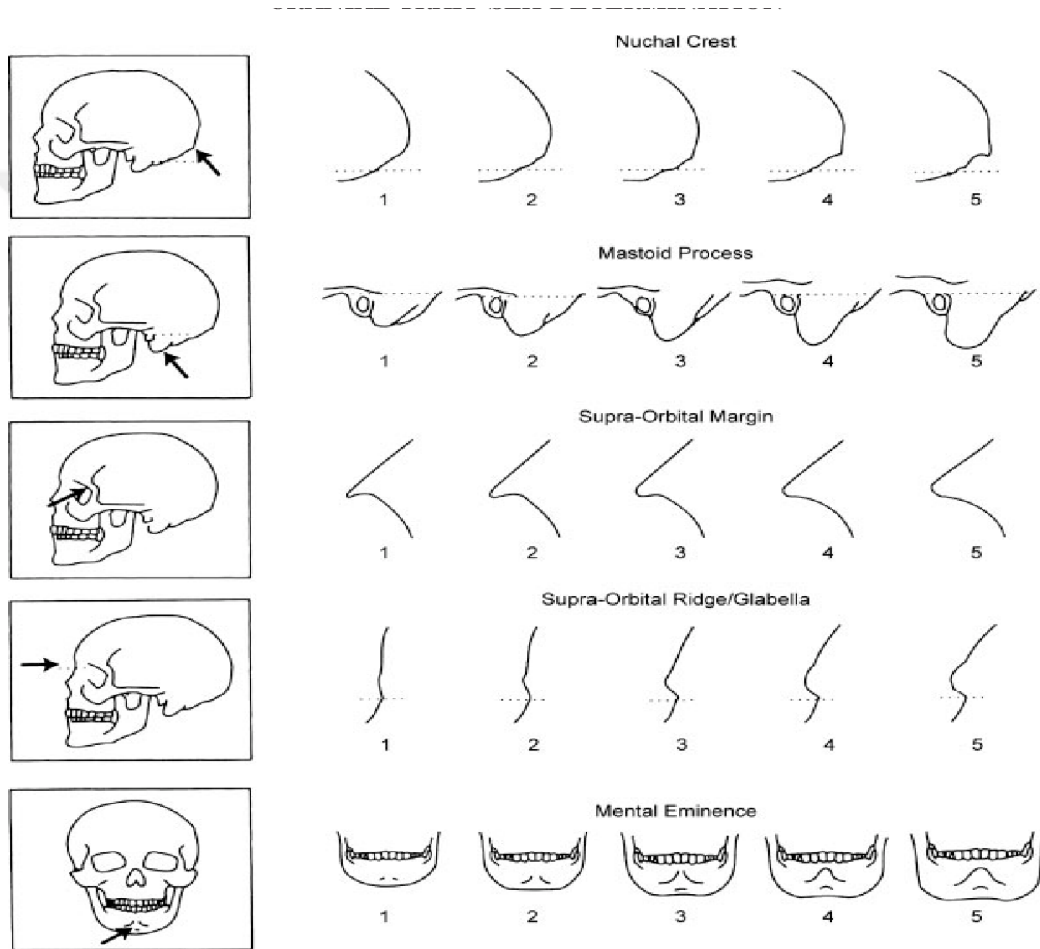 Nuchal Crest
1 2 3 4 5
Mastoid Process
1 2 3 4 5
Supra-Orbital Margin
1 2 3 4 5
Supra-Orbital Ridge/Glabella
1 2 3 4 5
Mental Eminence
1 2 3 4 5